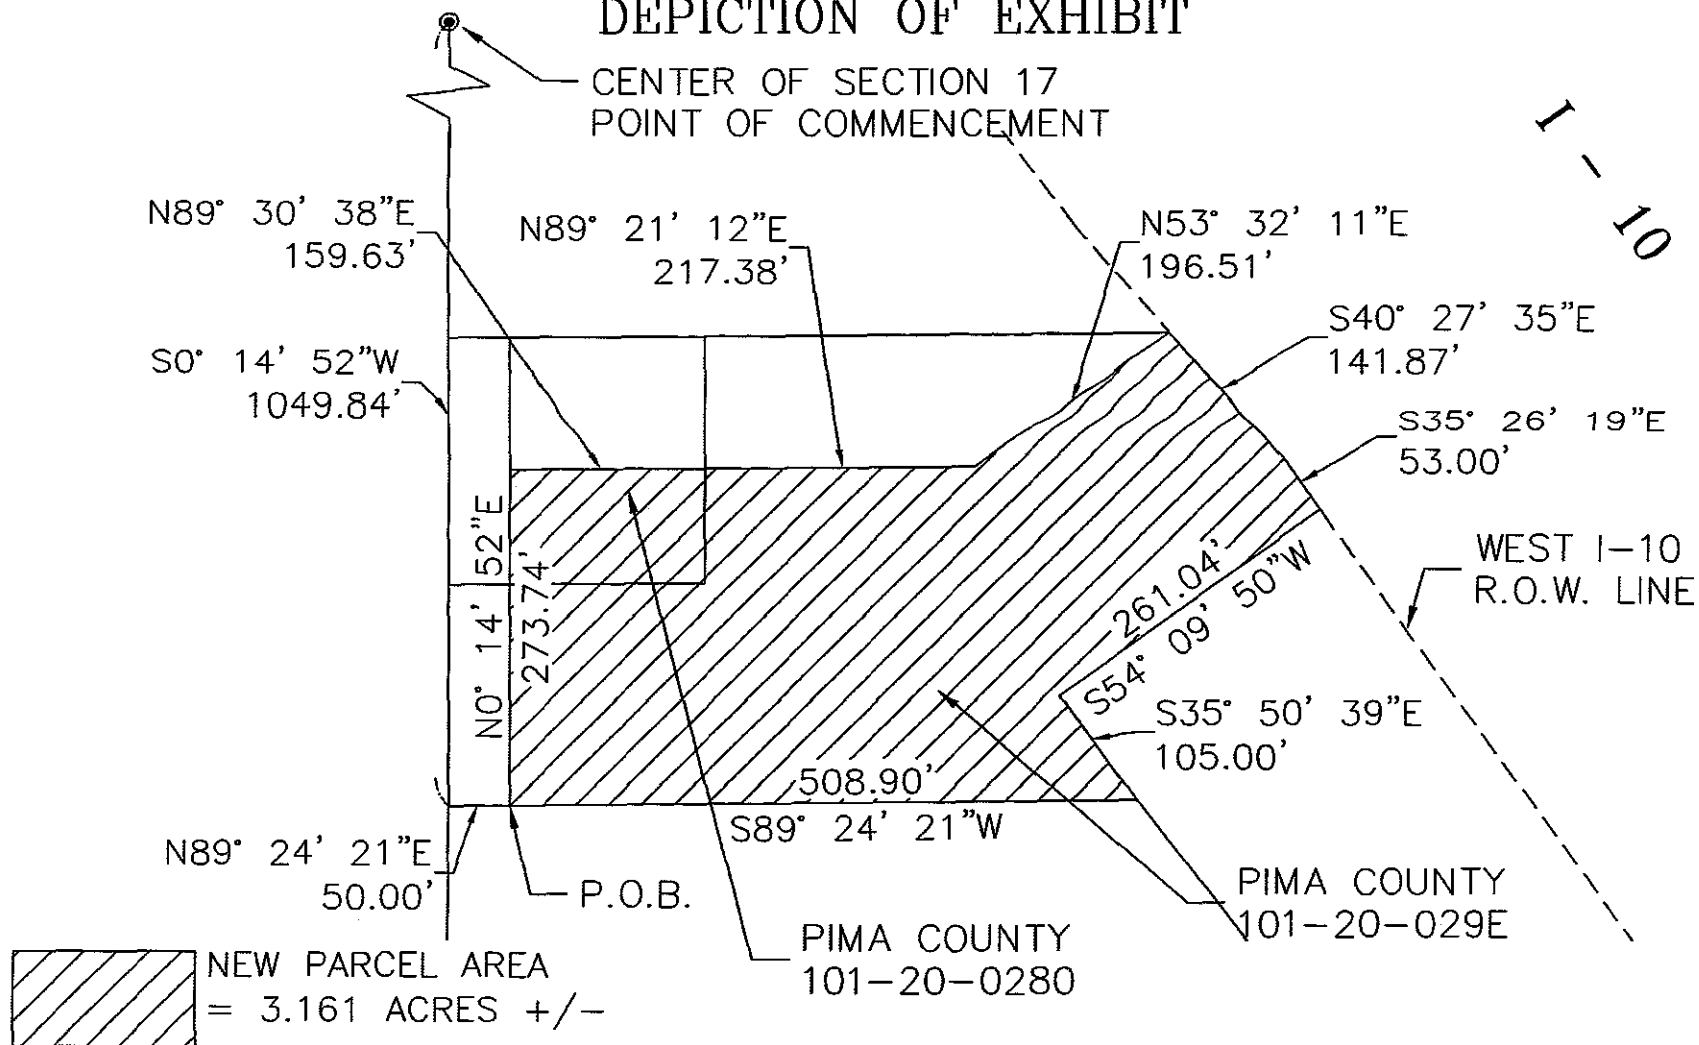 DEPICTION OF EXHIBIT
CENTER OF SECTION 17
POINT OF COMMENCEMENT
I - 10
N89° 30' 38"E
159.63'
N89° 21' 12"E
217.38'
N53° 32' 11"E
196.51'
S40° 27' 35"E
141.87'
S0° 14' 52"W
1049.84'
S35° 26' 19"E
53.00'
WEST I-10
R.O.W. LINE
N0° 14' 52"E
273.74'
261.04'
S54° 09' 50"W
S35° 50' 39"E
105.00'
508.90'
S89° 24' 21"W
N89° 24' 21"E
50.00'
P.O.B.
PIMA COUNTY
101-20-029E
PIMA COUNTY
101-20-0280
NEW PARCEL AREA
= 3.161 ACRES +/-